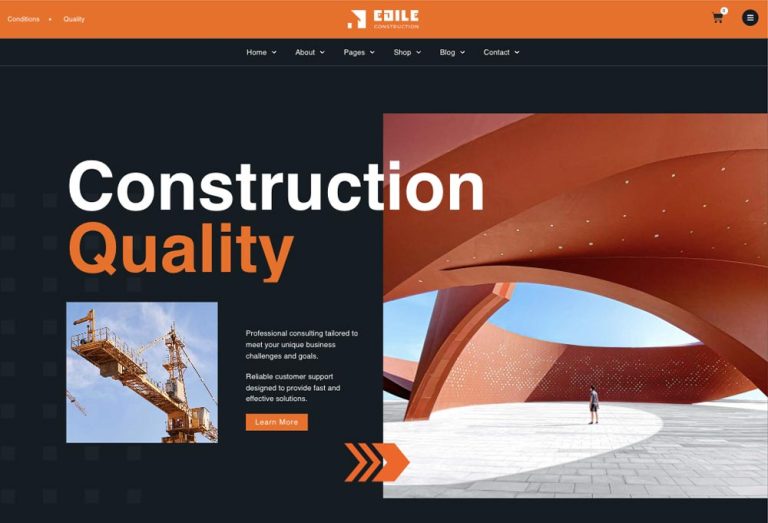 Conditions • Quality
EDILE
CONSTRUCTION
0
Home About Pages Shop Blog Contact
Construction
Quality
Professional consulting tailored to
meet your unique business
challenges and goals.
Reliable customer support
designed to provide fast and
effective solutions.
Learn More